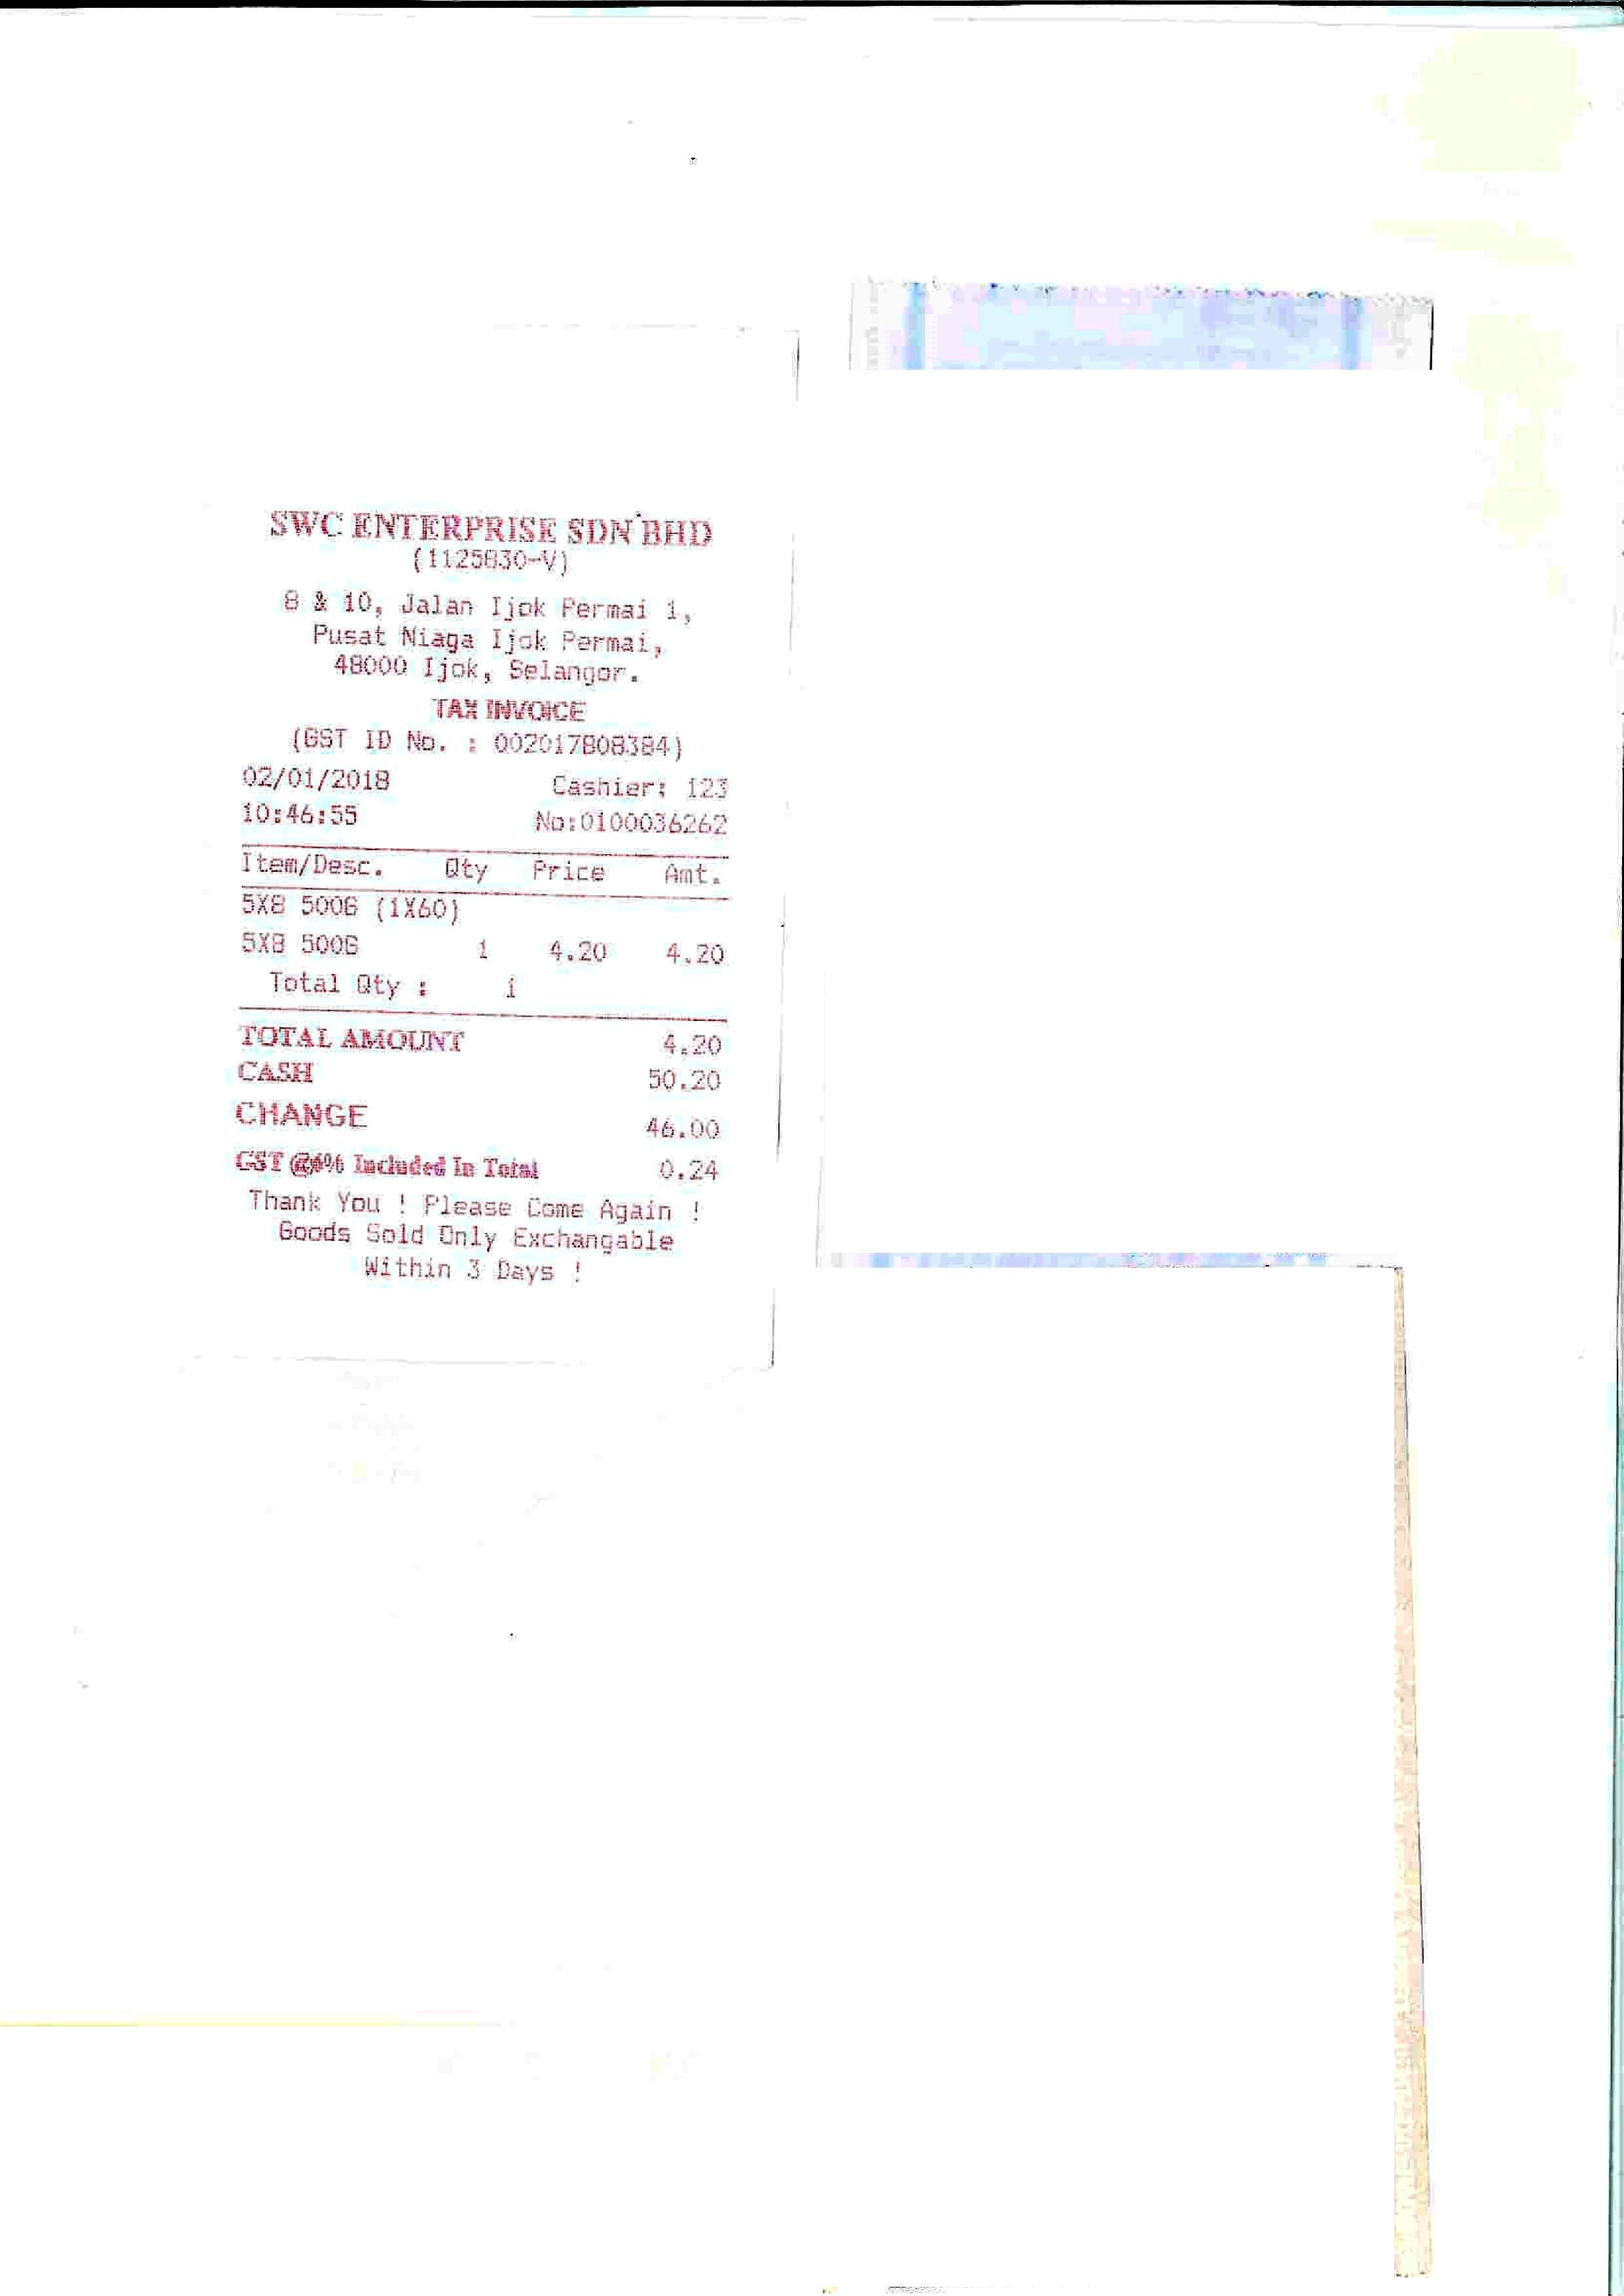 SWC ENTERPRISE SDN BHD
(1125830-V)
8 & 10, Jalan Ijok Permai 1,
Pusat Niaga Ijok Permai,
48000 Ijok, Selangor.
TAX INVOICE
(GST ID No. : 002017808384)
02/01/2018 Cashier: 123
10:46:55 No:0100036262
Item/Desc. Qty Price Amt.
5X8 500G (1X60)
5X8 500G 1 4.20 4.20
Total Qty : 1
TOTAL AMOUNT 4.20
CASH 50.20
CHANGE 46.00
GST @6% Included In Total 0.24
Thank You ! Please Come Again !
Goods Sold Only Exchangable
Within 3 Days !